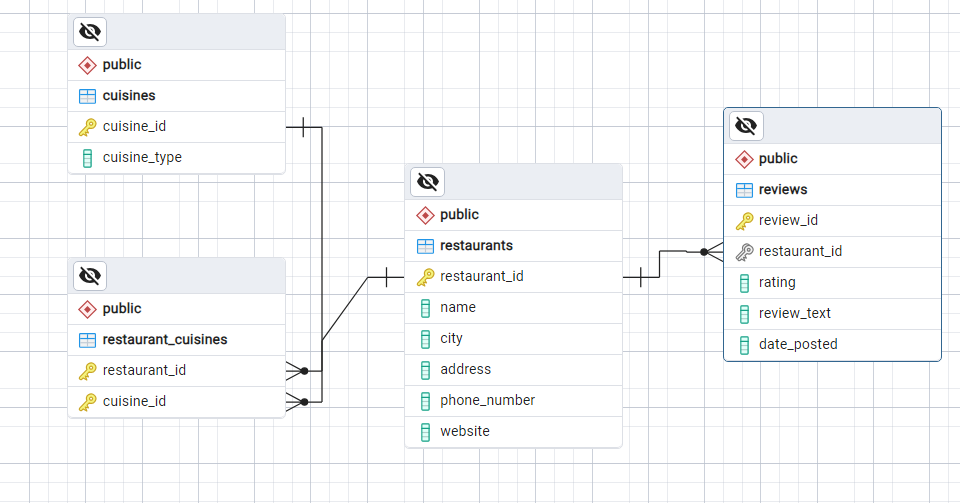 public
cuisines
cuisine_id
cuisine_type
public
restaurant_cuisines
restaurant_id
cuisine_id
public
restaurants
restaurant_id
name
city
address
phone_number
website
public
reviews
review_id
restaurant_id
rating
review_text
date_posted